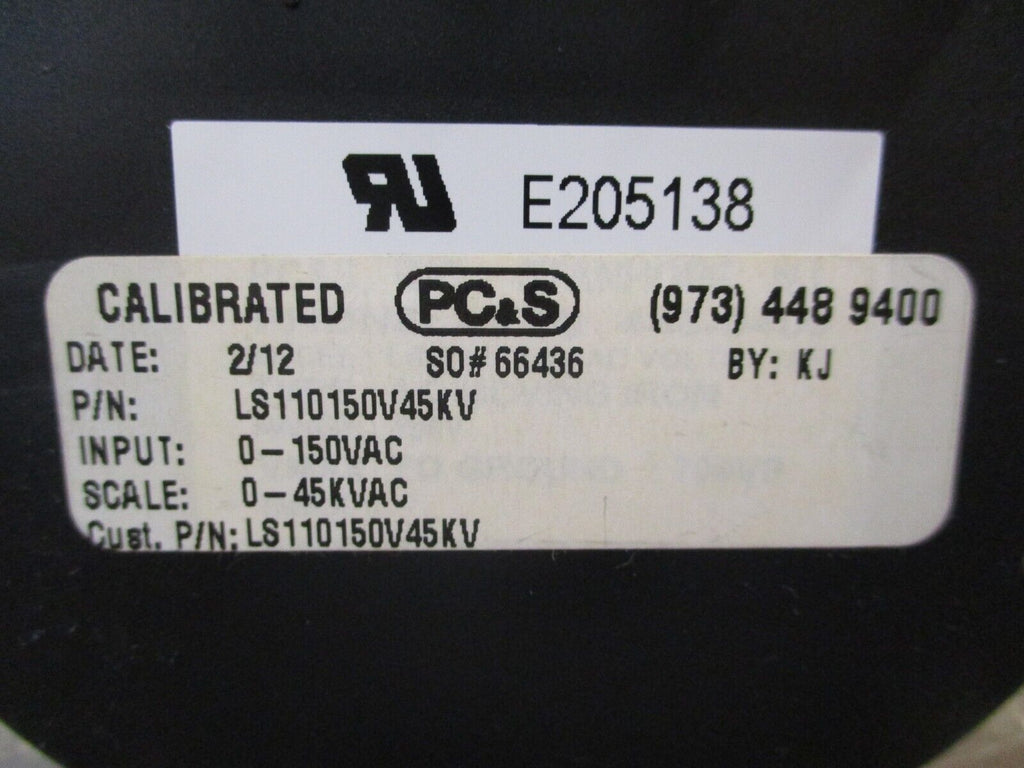 RU E205138
CALIBRATED PC&S (973) 448 9400
DATE: 2/12 SO# 66436 BY: KJ
P/N: LS110150V45KV
INPUT: 0-150VAC
SCALE: 0-45KVAC
Cust. P/N: LS110150V45KV